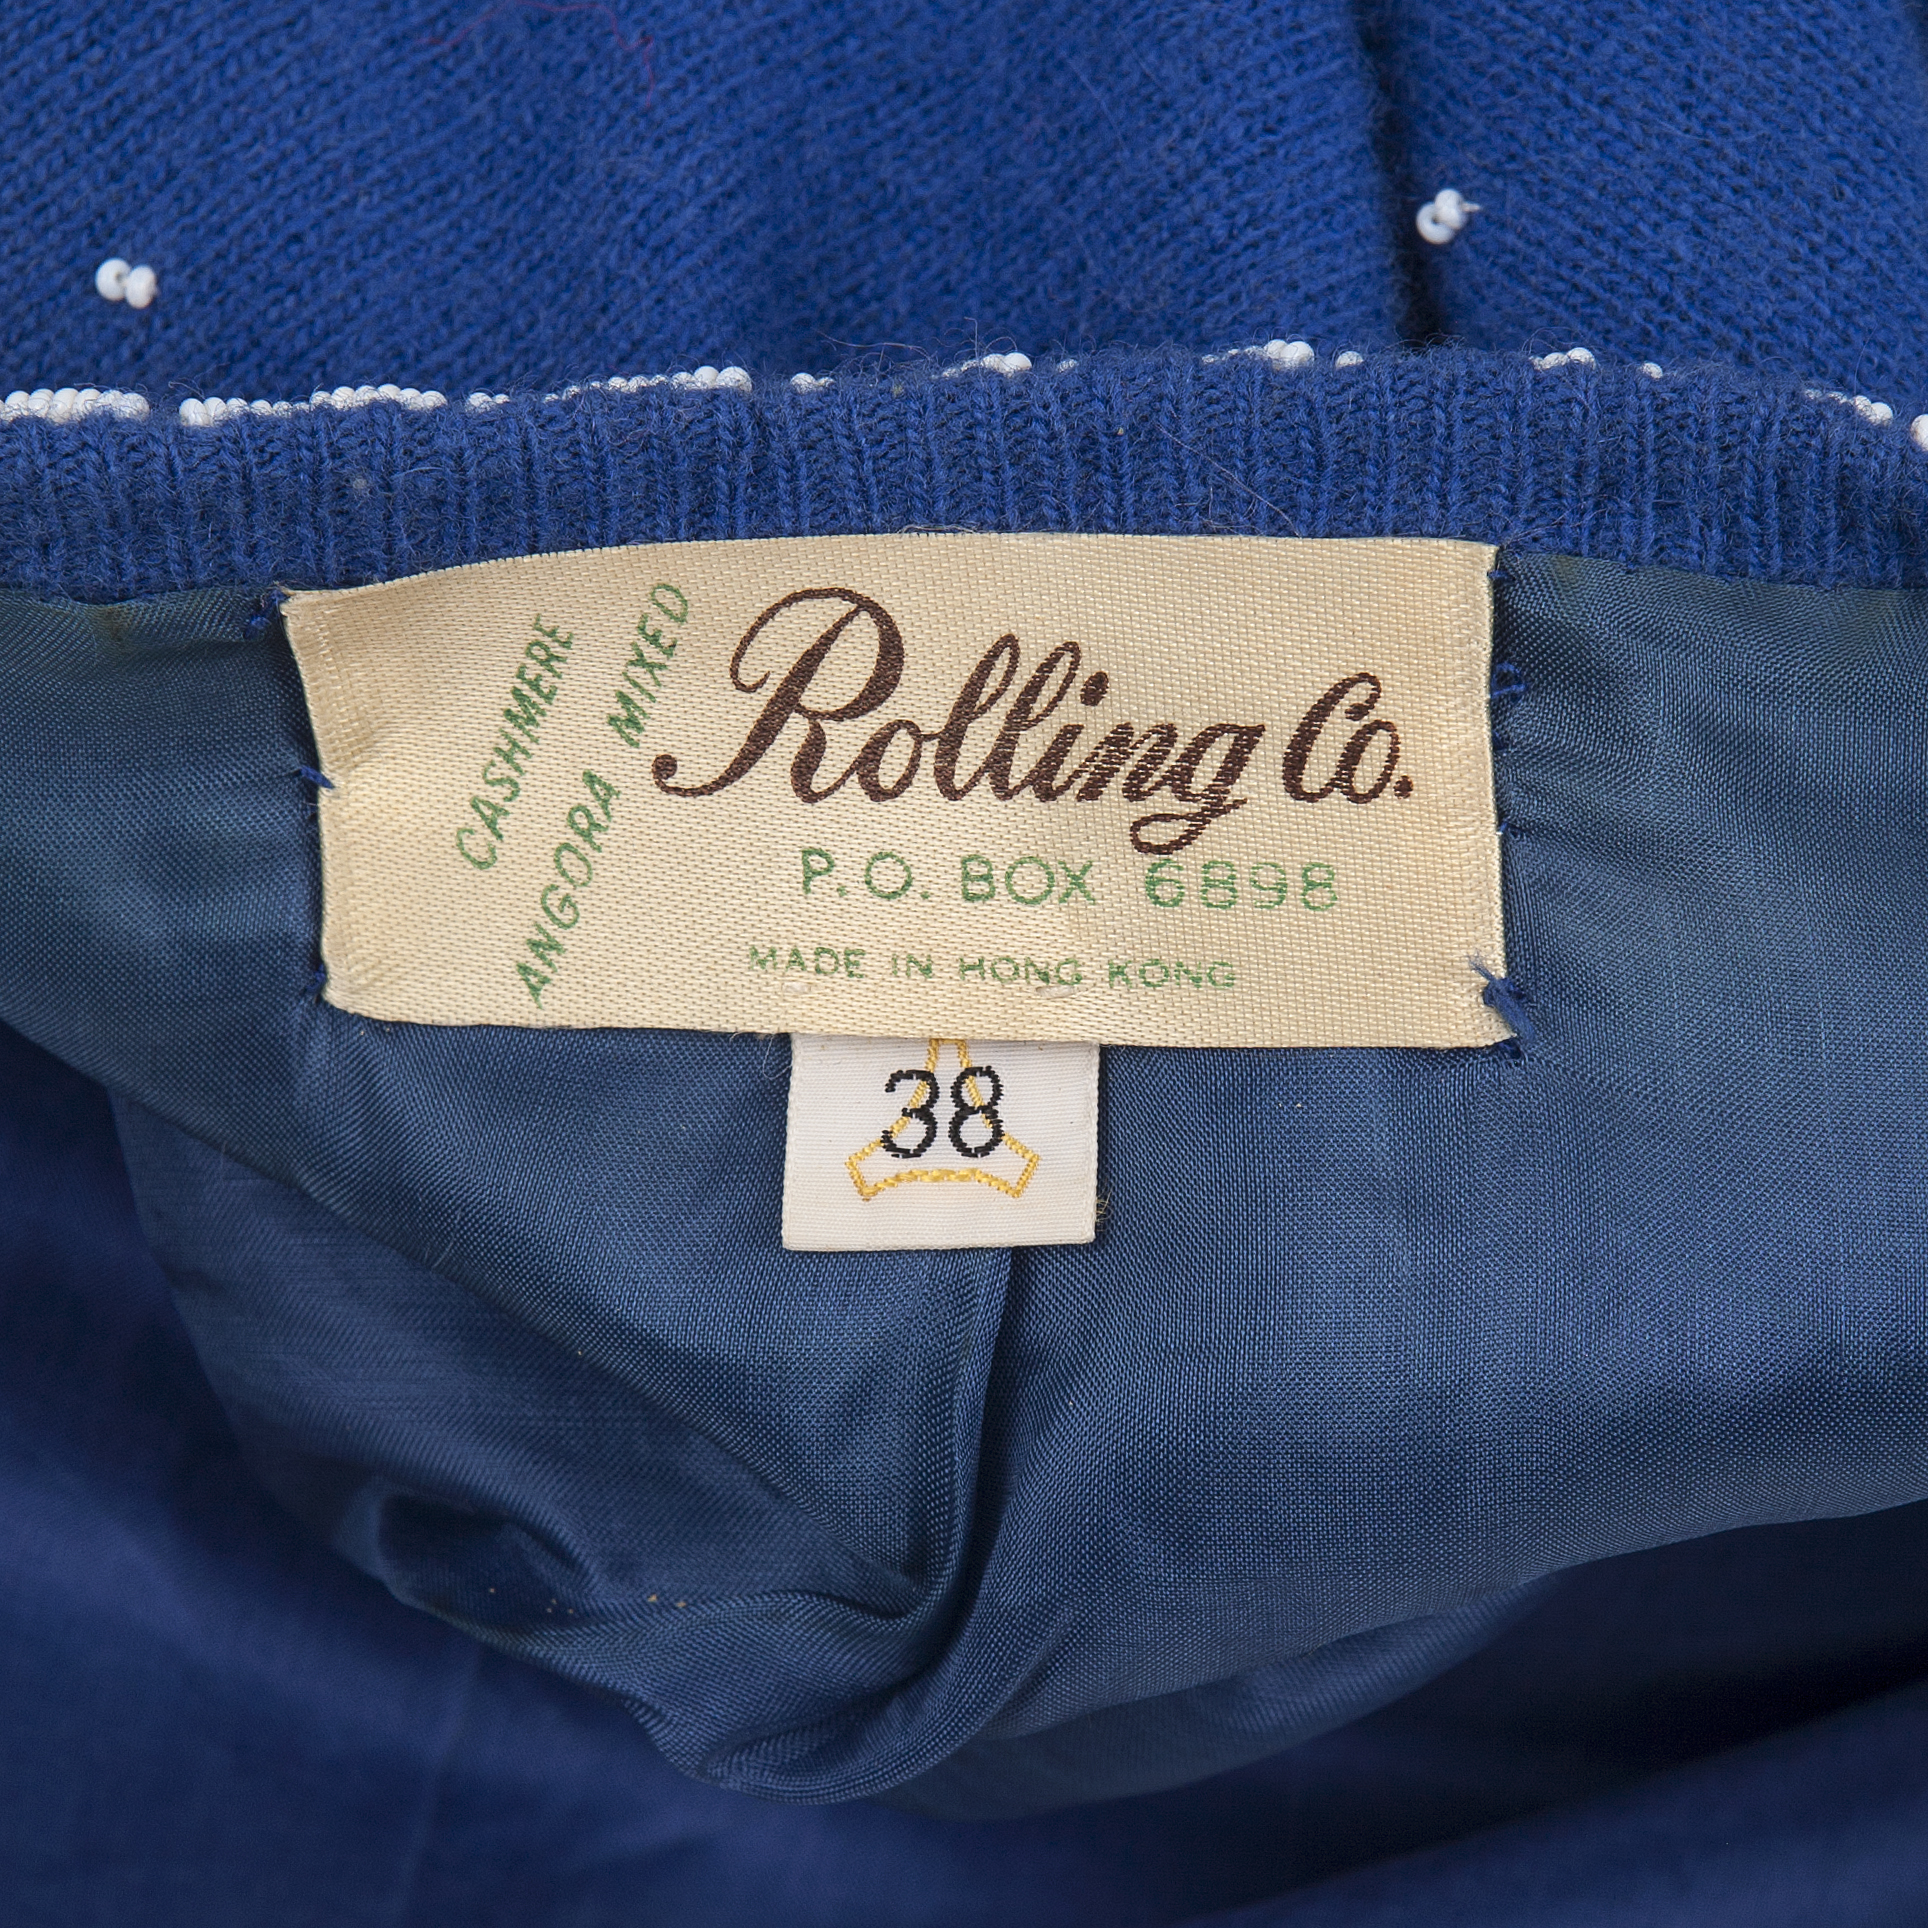 CASHMERE
ANGORA MIXED
Rolling Co.
P.O. BOX 6898
MADE IN HONG KONG
38